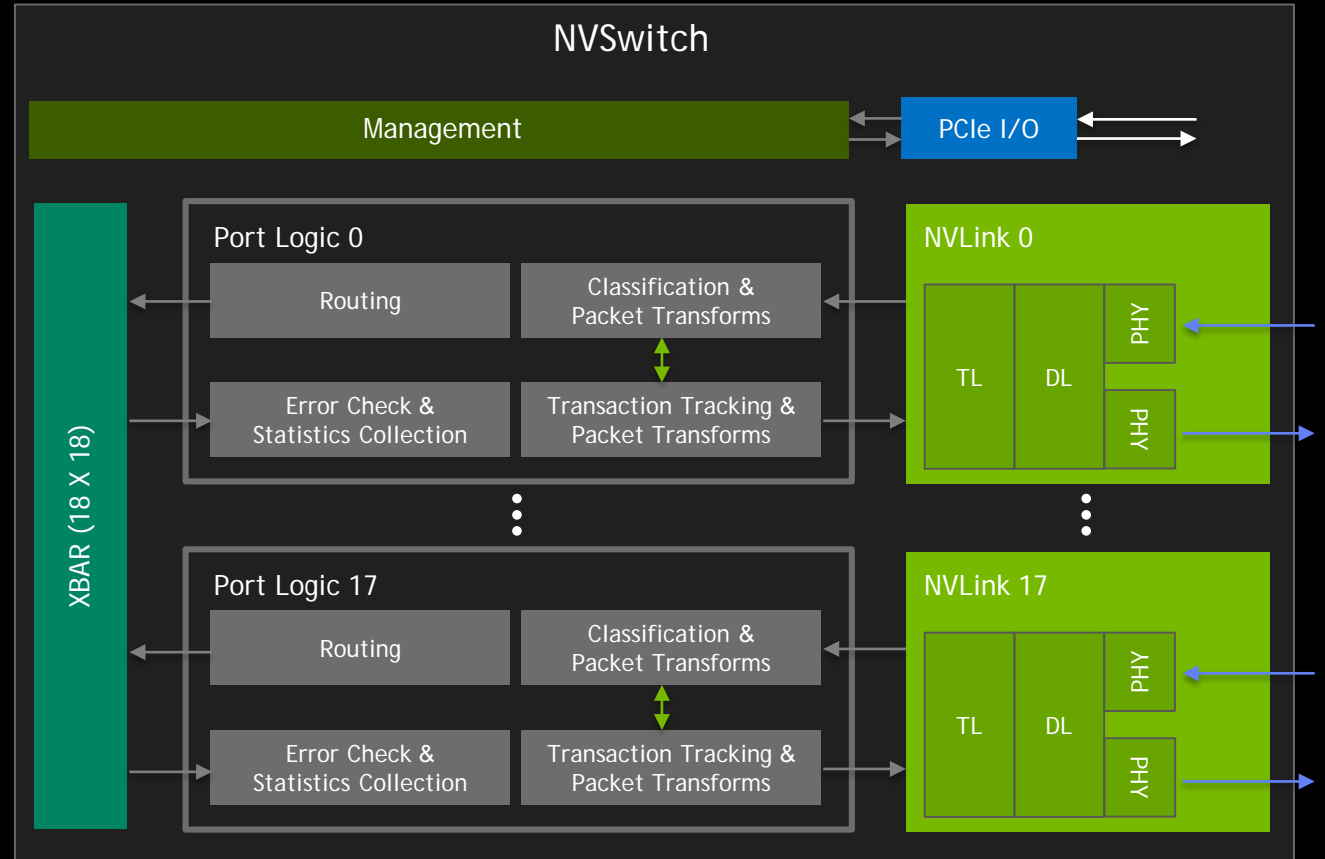 NVSwitch
Management
PCIe I/O
XBAR (18 X 18)
Port Logic 0
Routing
Classification &
Packet Transforms
Error Check &
Statistics Collection
Transaction Tracking &
Packet Transforms
NVLink 0
TL
DL
PHY
PHY
Port Logic 17
Routing
Classification &
Packet Transforms
Error Check &
Statistics Collection
Transaction Tracking &
Packet Transforms
NVLink 17
TL
DL
PHY
PHY